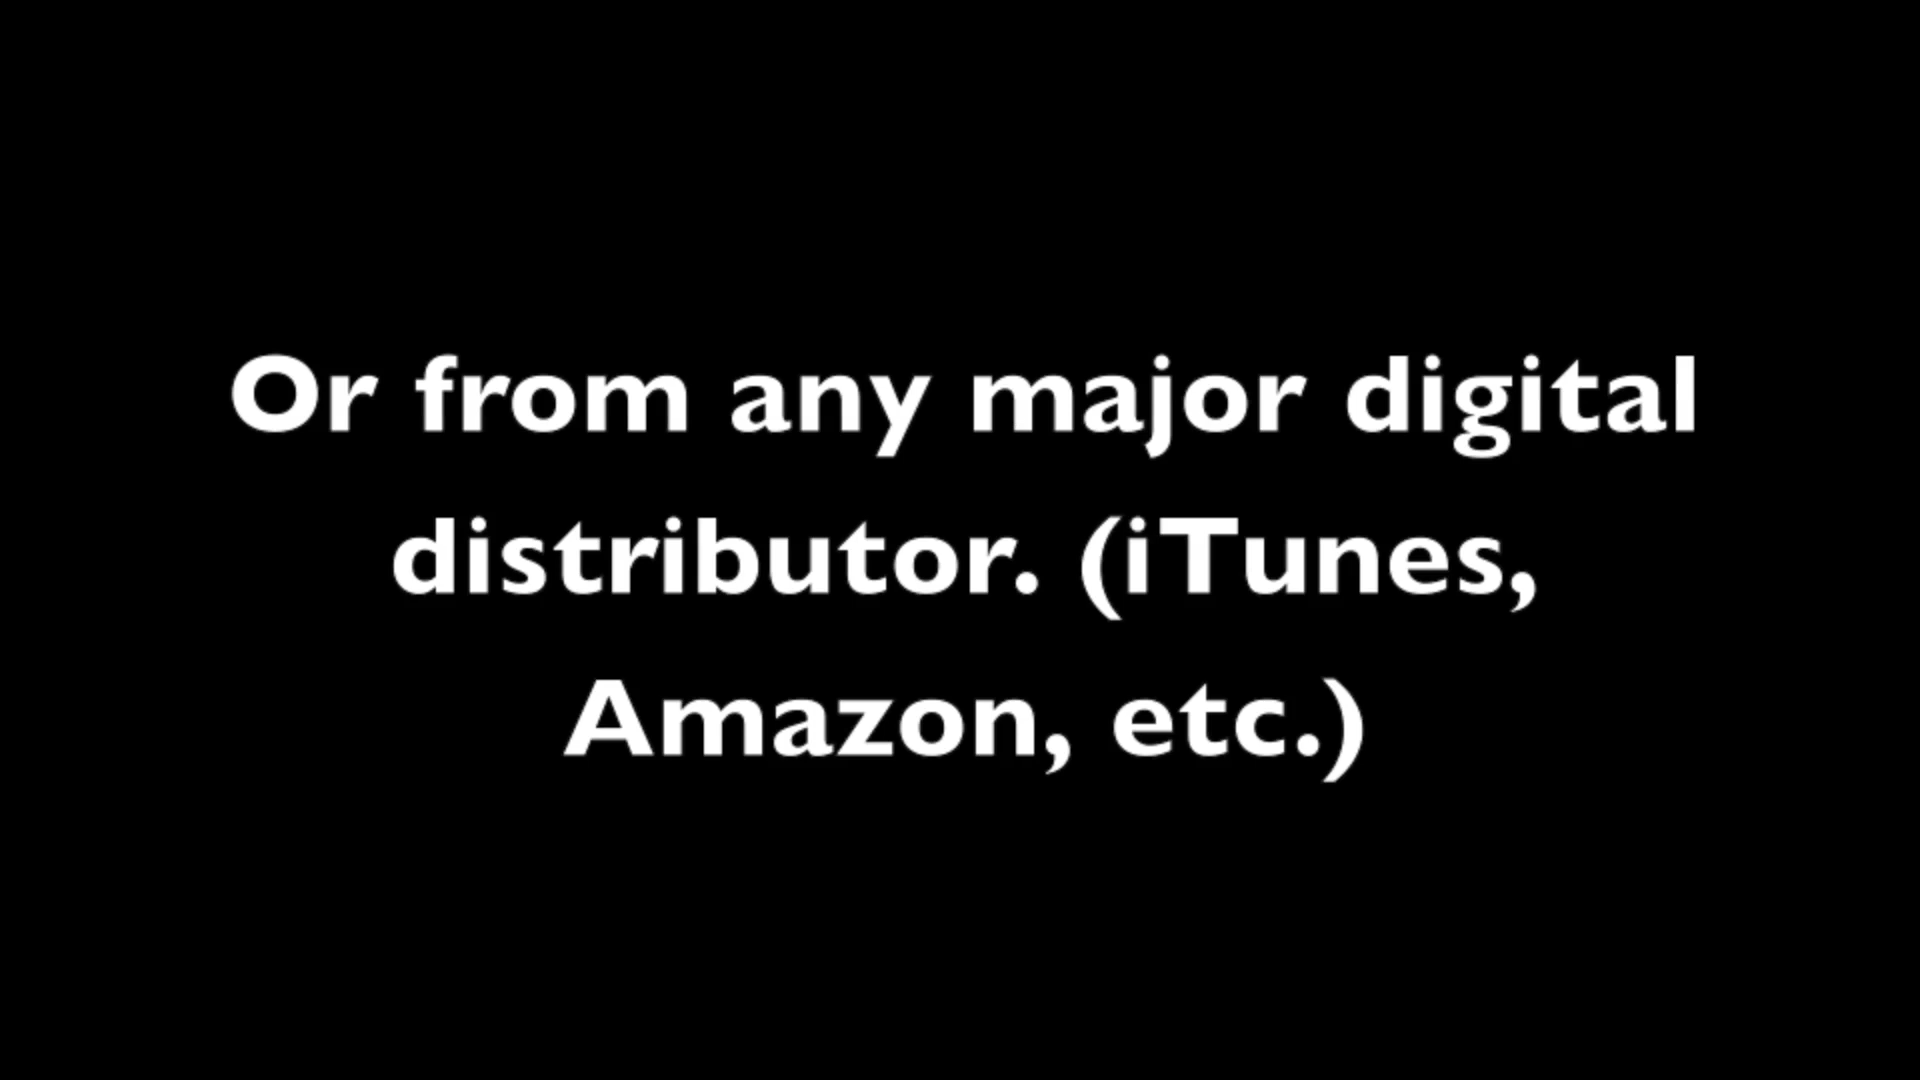 Or from any major digital
distributor. (iTunes,
Amazon, etc.)